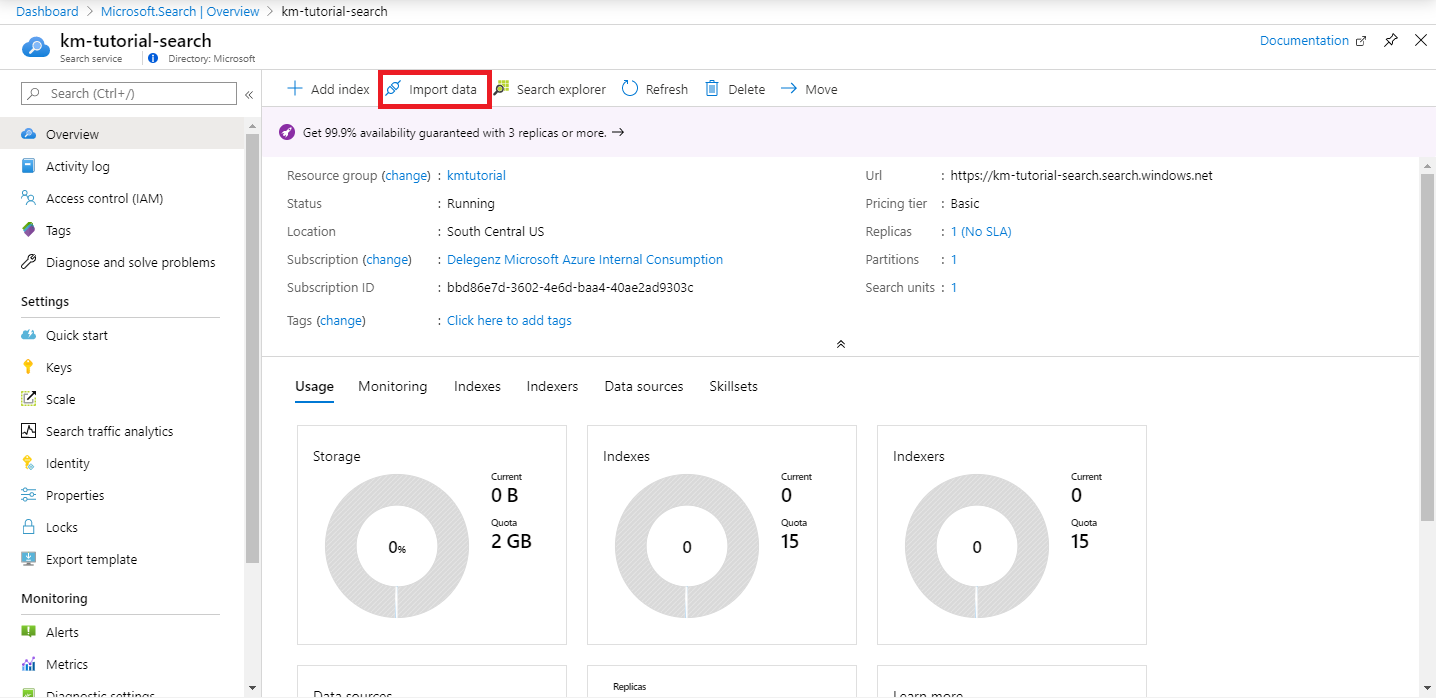 Dashboard > Microsoft.Search | Overview > km-tutorial-search
km-tutorial-search
Search service
Directory: Microsoft
Documentation
Search (Ctrl+/)
«
Overview
Activity log
Access control (IAM)
Tags
Diagnose and solve problems
Settings
Quick start
Keys
Scale
Search traffic analytics
Identity
Properties
Locks
Export template
Monitoring
Alerts
Metrics
Diagnostic settings
Add index Import data Search explorer Refresh Delete Move
Get 99.9% availability guaranteed with 3 replicas or more. →
Resource group (change) : kmtutorial
Status : Running
Location : South Central US
Subscription (change) : Delegenz Microsoft Azure Internal Consumption
Subscription ID : bbd86e7d-3602-4e6d-baa4-40ae2ad9303c
Tags (change) : Click here to add tags
Url : https://km-tutorial-search.search.windows.net
Pricing tier : Basic
Replicas : 1 (No SLA)
Partitions : 1
Search units : 1
Usage Monitoring Indexes Indexers Data sources Skillsets
Storage
0%
Current
0 B
Quota
2 GB
Indexes
0
Current
0
Quota
15
Indexers
0
Current
0
Quota
15
Data sources
Replicas
Learn more